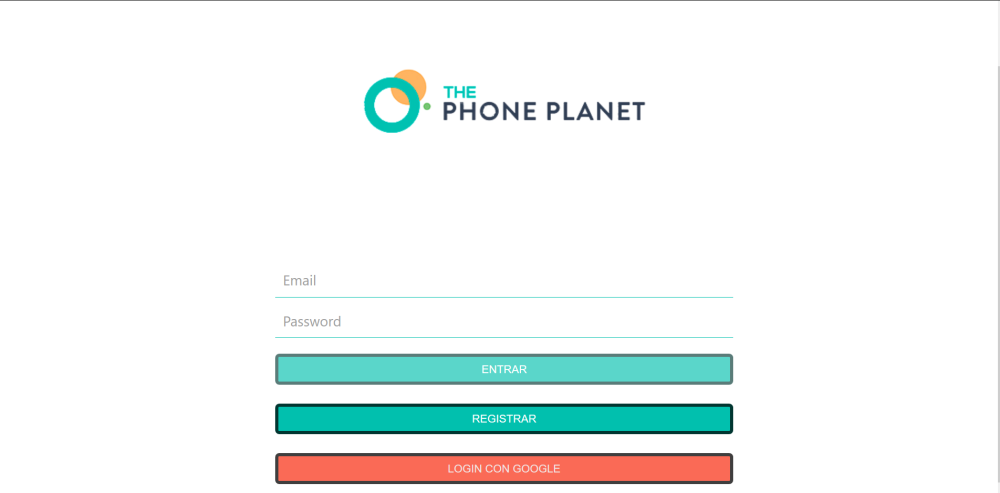 THE
PHONE PLANET
Email
Password
ENTRAR
REGISTRAR
LOGIN CON GOOGLE